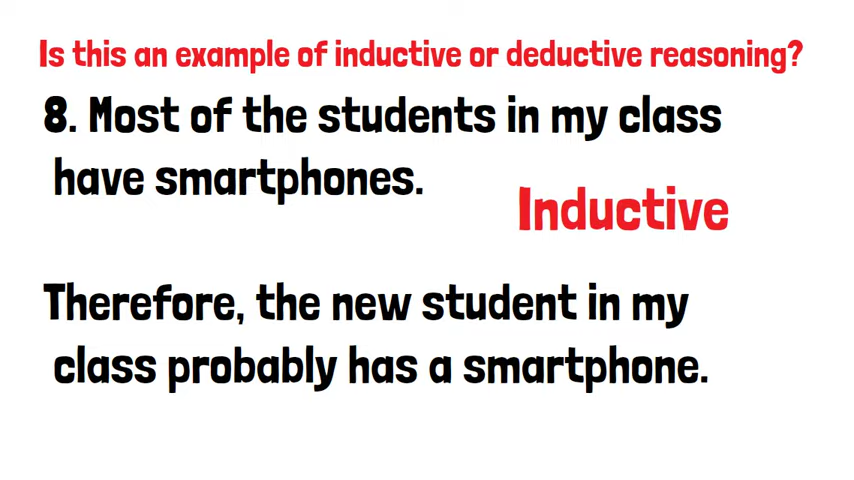 Is this an example of inductive or deductive reasoning?
8. Most of the students in my class
have smartphones.
Inductive
Therefore, the new student in my
class probably has a smartphone.